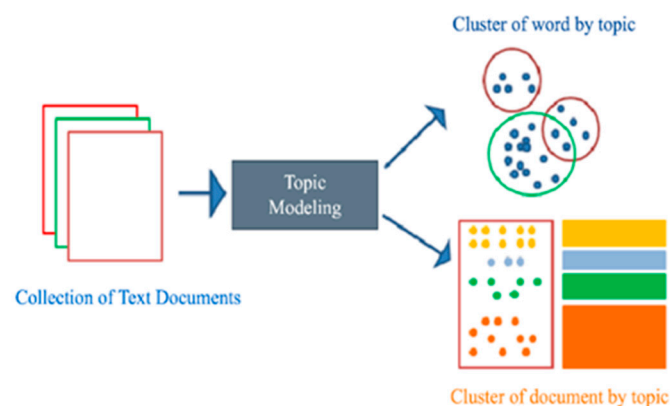 Cluster of word by topic
Topic
Modeling
Collection of Text Documents
Cluster of document by topic